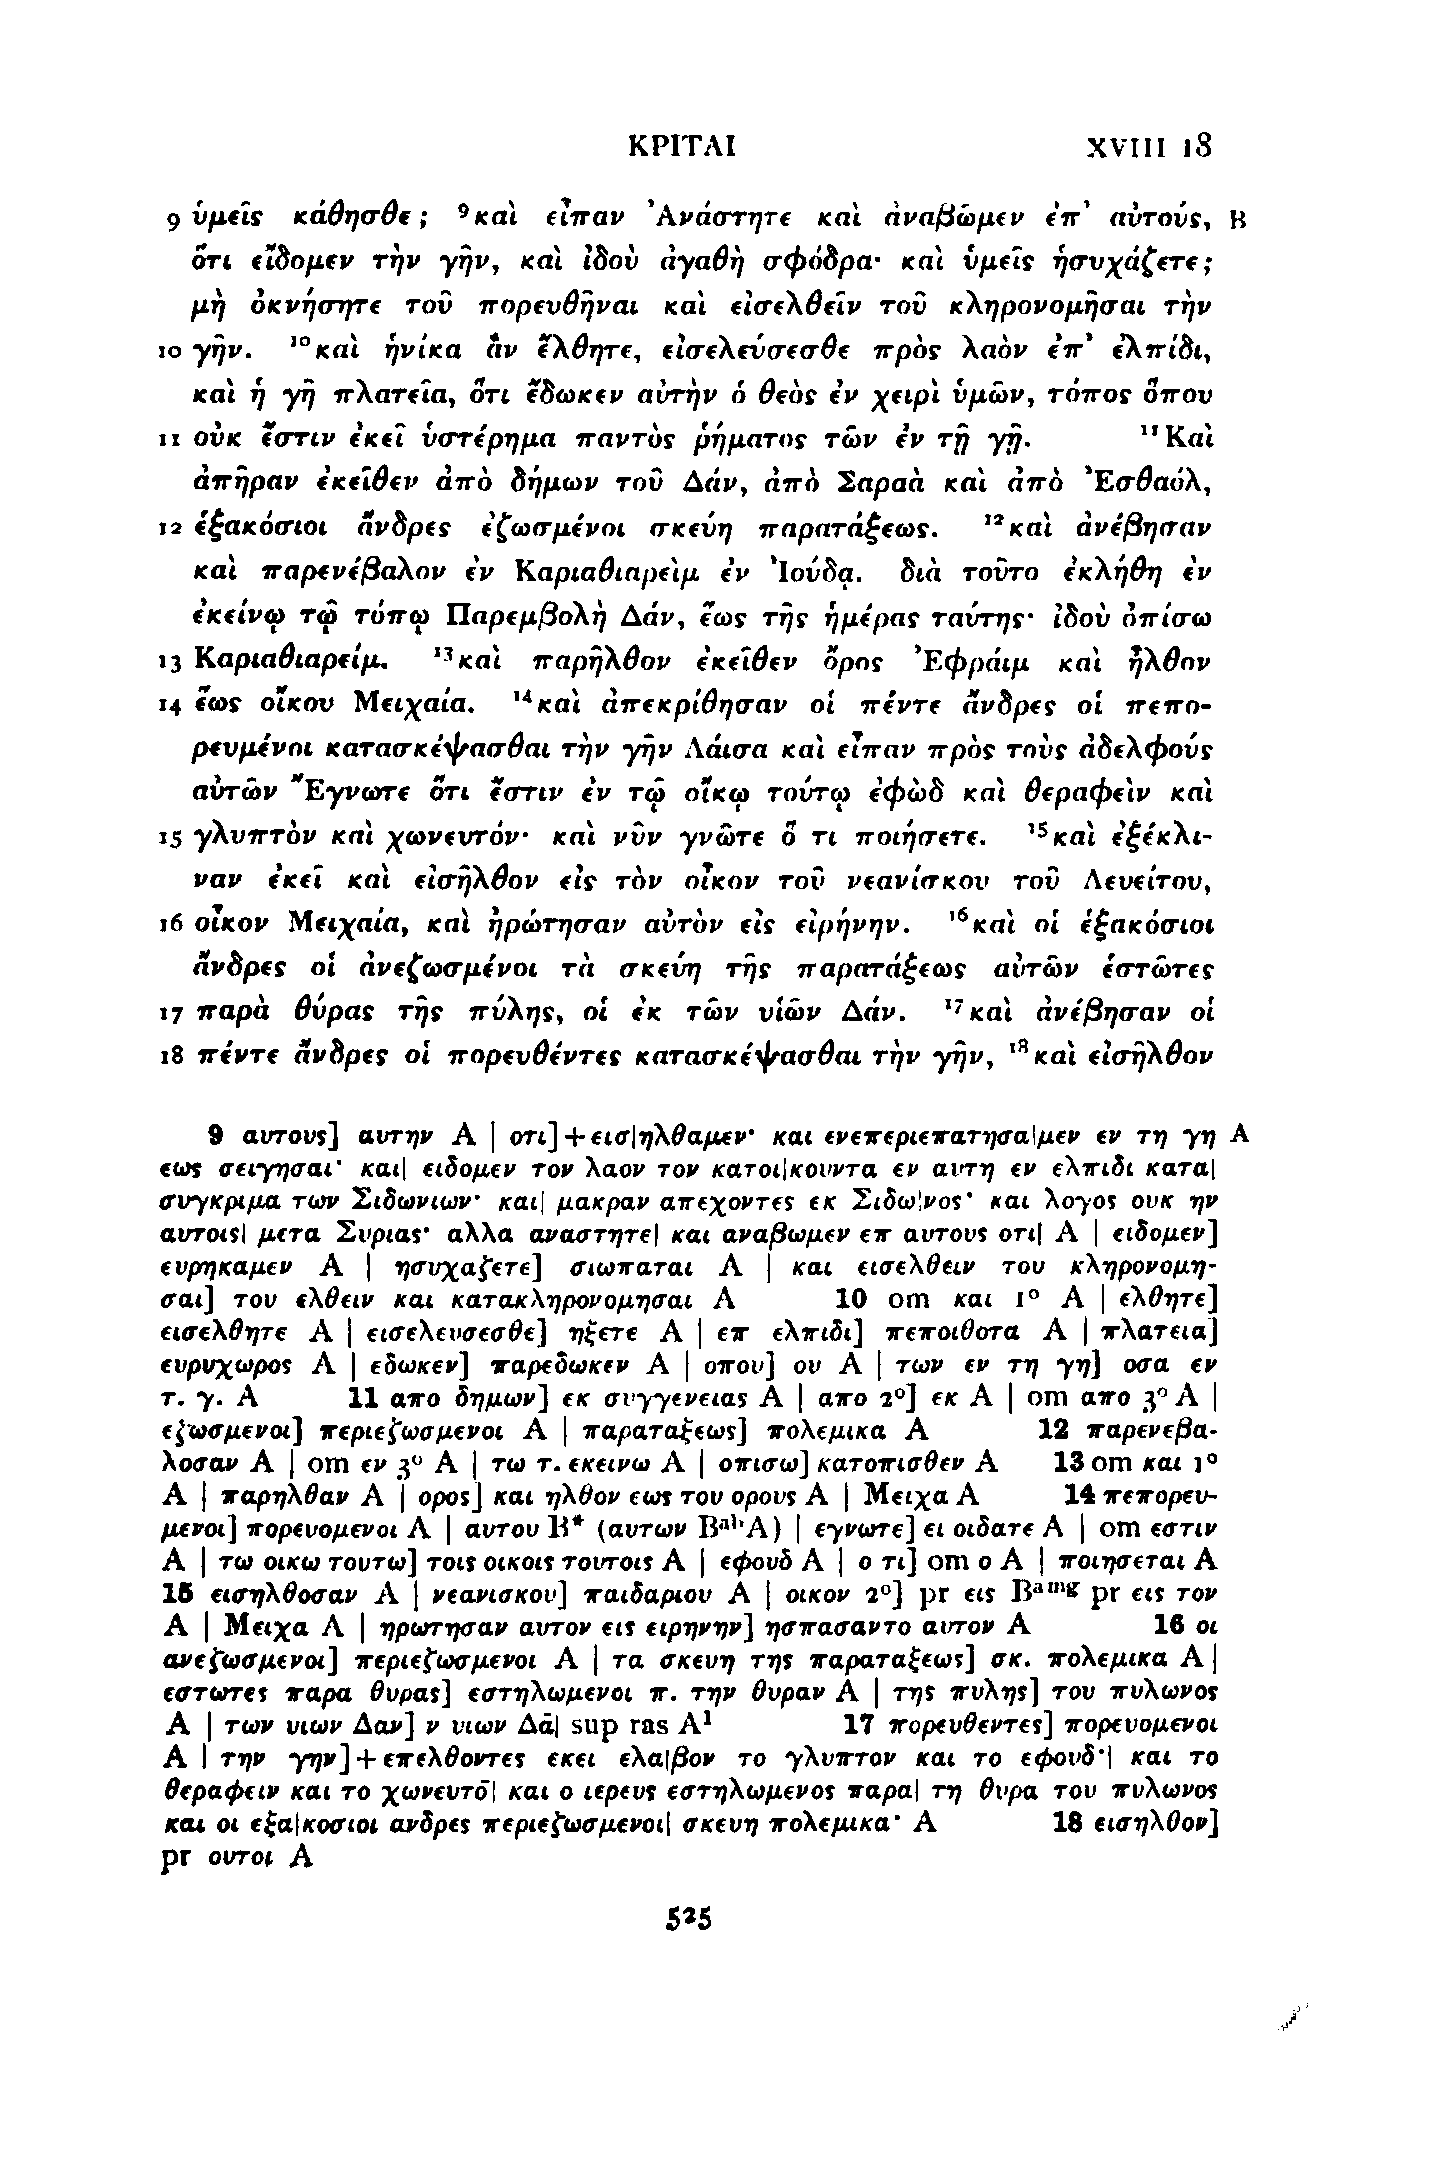 ΚΡΙΤΑΙ XVIII 18
9 ὑμεῖς κάθησθε; ⁹καὶ εἶπαν Ἀνάστητε καὶ ἀναβῶμεν ἐπ᾽ αὐτούς, B
ὅτι εἴδομεν τὴν γῆν, καὶ ἰδοὺ ἀγαθὴ σφόδρα· καὶ ὑμεῖς ἡσυχάζετε;
μὴ ὀκνήσητε τοῦ πορευθῆναι καὶ εἰσελθεῖν τοῦ κληρονομῆσαι τὴν
10 γῆν. ¹⁰καὶ ἡνίκα ἂν ἔλθητε, εἰσελεύσεσθε πρὸς λαὸν ἐπ᾽ ἐλπίδι,
καὶ ἡ γῆ πλατεῖα, ὅτι ἔδωκεν αὐτὴν ὁ θεὸς ἐν χειρὶ ὑμῶν, τόπος ὅπου
11 οὐκ ἔστιν ἐκεῖ ὑστέρημα παντὸς ῥήματος τῶν ἐν τῇ γῇ. ¹¹Καὶ
ἀπῆραν ἐκεῖθεν ἀπὸ δήμων τοῦ Δάν, ἀπὸ Σαραὰ καὶ ἀπὸ Ἐσθαόλ,
12 ἑξακόσιοι ἄνδρες ἐζωσμένοι σκεύη παρατάξεως. ¹²καὶ ἀνέβησαν
καὶ παρενέβαλον ἐν Καριαθιαρεὶμ ἐν Ἰούδᾳ. διὰ τοῦτο ἐκλήθη ἐν
ἐκείνῳ τῷ τόπῳ Παρεμβολὴ Δάν, ἕως τῆς ἡμέρας ταύτης· ἰδοὺ ὀπίσω
13 Καριαθιαρείμ. ¹³καὶ παρῆλθον ἐκεῖθεν ὄρος Ἐφράιμ καὶ ἦλθον
14 ἕως οἴκου Μειχαία. ¹⁴καὶ ἀπεκρίθησαν οἱ πέντε ἄνδρες οἱ πεπο-
ρευμένοι κατασκέψασθαι τὴν γῆν Λάισα καὶ εἶπαν πρὸς τοὺς ἀδελφοὺς
αὐτῶν Ἔγνωτε ὅτι ἔστιν ἐν τῷ οἴκῳ τούτῳ ἐφὼδ καὶ θεραφεὶν καὶ
15 γλυπτὸν καὶ χωνευτόν· καὶ νῦν γνῶτε ὅ τι ποιήσετε. ¹⁵καὶ ἐξέκλι-
ναν ἐκεῖ καὶ εἰσῆλθον εἰς τὸν οἶκον τοῦ νεανίσκου τοῦ Λευείτου,
16 οἶκον Μειχαία, καὶ ἠρώτησαν αὐτὸν εἰς εἰρήνην. ¹⁶καὶ οἱ ἑξακόσιοι
ἄνδρες οἱ ἀνεζωσμένοι τὰ σκεύη τῆς παρατάξεως αὐτῶν ἑστῶτες
17 παρὰ θύρας τῆς πύλης, οἱ ἐκ τῶν υἱῶν Δάν. ¹⁷καὶ ἀνέβησαν οἱ
18 πέντε ἄνδρες οἱ πορευθέντες κατασκέψασθαι τὴν γῆν, ¹⁸καὶ εἰσῆλθον
9 αυτους] αυτην A | οτι]+εισ|ηλθαμεν· και ενεπεριεπατησα|μεν εν τη γη A
εως σειγησαι· και| ειδομεν τον λαον τον κατοι|κουντα εν αυτη εν ελπιδι κατα|
συγκριμα των Σιδωνιων· και| μακραν απεχοντες εκ Σιδω|νος· και λογος ουκ ην
αυτοις| μετα Συριας· αλλα αναστητε| και αναβωμεν επ αυτους οτι| A | ειδομεν]
ευρηκαμεν A | ησυχαζετε] σιωπαται A | και εισελθειν του κληρονομη-
σαι] του ελθειν και κατακληρονομησαι A 10 om και 1⁰ A | ελθητε]
εισελθητε A | εισελευσεσθε] ηξετε A | επ ελπιδι] πεποιθοτα A | πλατεια]
ευρυχωρος A | εδωκεν] παρεδωκεν A | οπου] ου A | των εν τη γη] οσα εν
τ. γ. A 11 απο δημων] εκ συγγενειας A | απο 2⁰] εκ A | om απο 3⁰ A |
εζωσμενοι] περιεζωσμενοι A | παραταξεως] πολεμικα A 12 παρενεβα-
λοσαν A | om εν 3⁰ A | τω τ. εκεινω A | οπισω] κατοπισθεν A 13 om και 1⁰
A | παρηλθαν A | ορος] και ηλθον εως του ορους A | Μειχα A 14 πεπορευ-
μενοι] πορευομενοι A | αυτου B* (αυτων Bᵃᵇ A) | εγνωτε] ει οιδατε A | om εστιν
A | τω οικω τουτω] τοις οικοις τουτοις A | εφουδ A | ο τι] om ο A | ποιησεται A
15 εισηλθοσαν A | νεανισκου] παιδαριου A | οικον 2⁰] pr εις Bᵃᵐᵍ pr εις τον
A | Μειχα A | ηρωτησαν αυτον εις ειρηνην] ησπασαντο αυτον A 16 οι
ανεζωσμενοι] περιεζωσμενοι A | τα σκευη της παραταξεως] σκ. πολεμικα A |
εστωτες παρα θυρας] εστηλωμενοι π. την θυραν A | της πυλης] του πυλωνος
A | των υιων Δαν] ν υιων Δᾱ| sup ras A¹ 17 πορευθεντες] πορευομενοι
A | την γην]+επελθοντες εκει ελα|βον το γλυπτον και το εφουδ·| και το
θεραφειν και το χωνευτο̄| και ο ιερευς εστηλωμενος παρα| τη θυρα του πυλωνος
και οι εξα|κοσιοι ανδρες περιεζωσμενοι| σκευη πολεμικα· A 18 εισηλθον]
pr ουτοι A
525